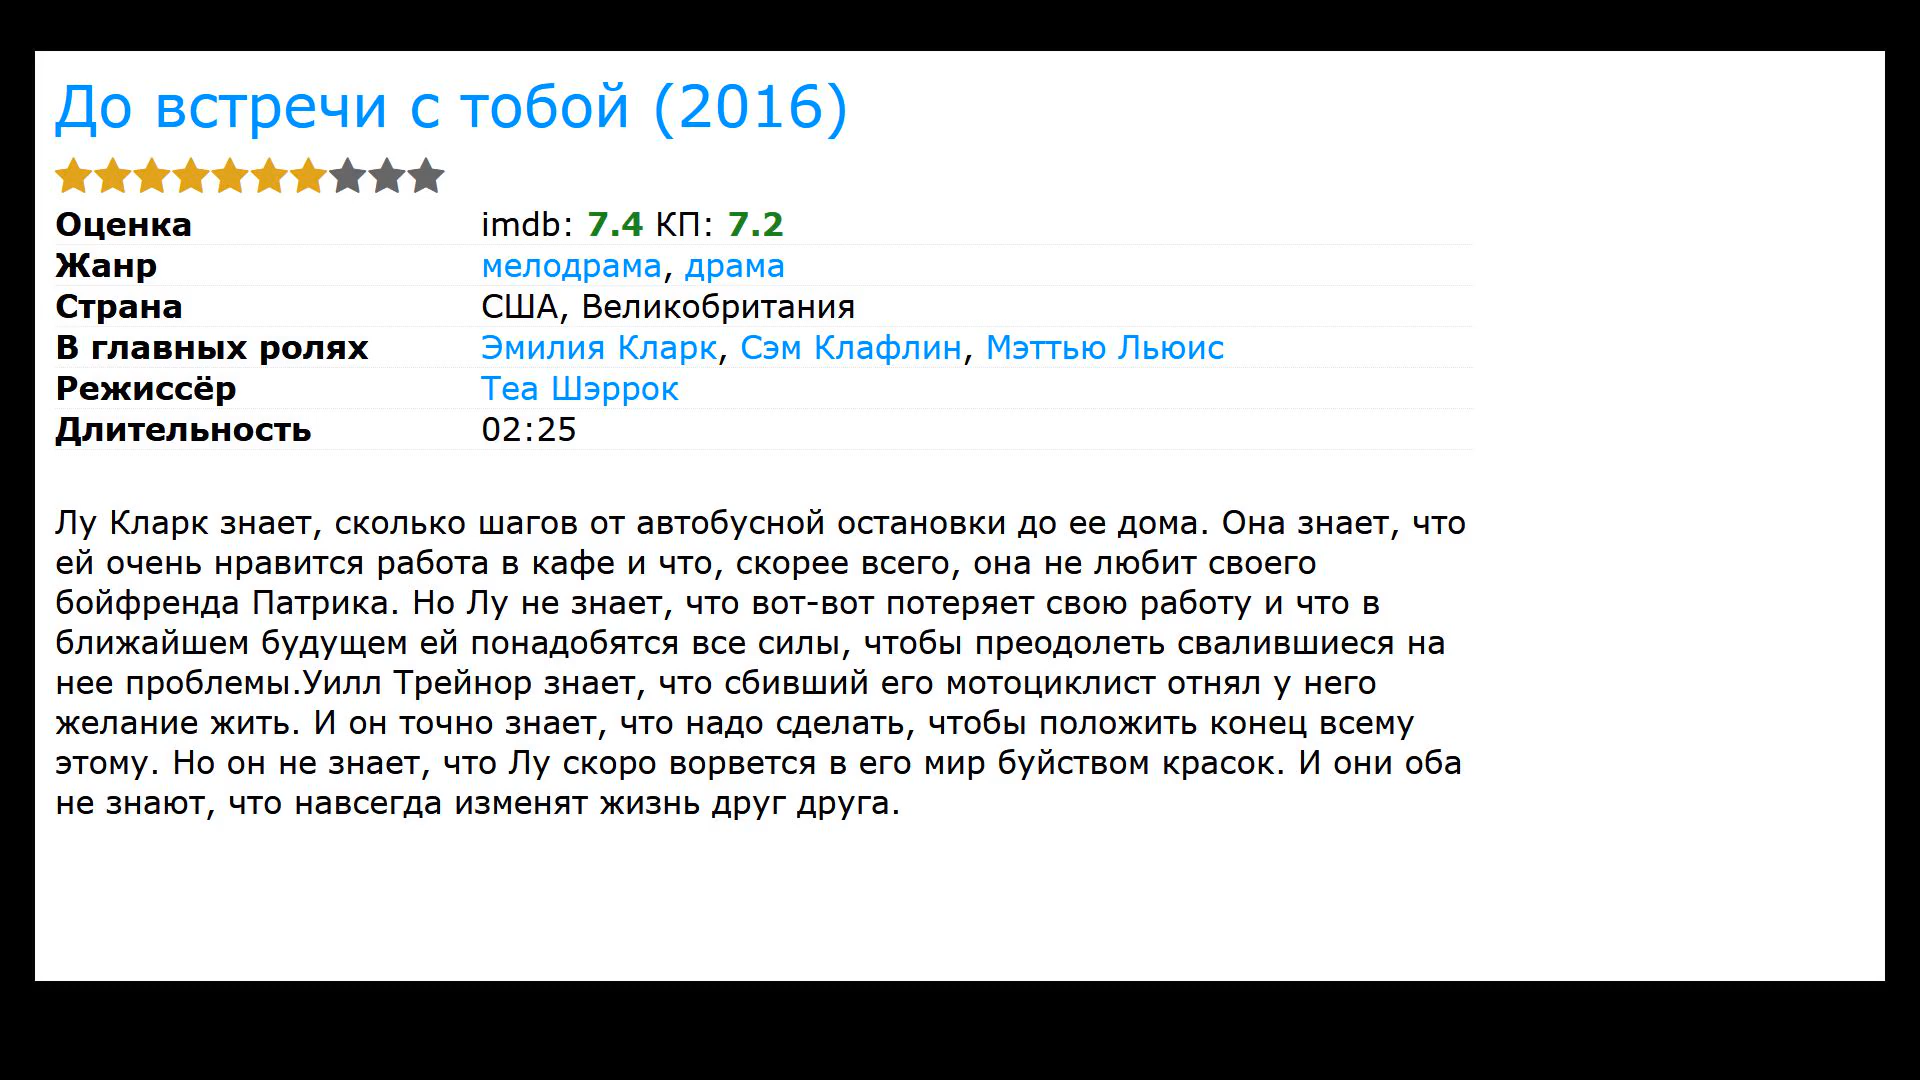 До встречи с тобой (2016)
Оценка imdb: 7.4 КП: 7.2
Жанр мелодрама, драма
Страна США, Великобритания
В главных ролях Эмилия Кларк, Сэм Клафлин, Мэттью Льюис
Режиссёр Теа Шэррок
Длительность 02:25
Лу Кларк знает, сколько шагов от автобусной остановки до ее дома. Она знает, что
ей очень нравится работа в кафе и что, скорее всего, она не любит своего
бойфренда Патрика. Но Лу не знает, что вот-вот потеряет свою работу и что в
ближайшем будущем ей понадобятся все силы, чтобы преодолеть свалившиеся на
нее проблемы.Уилл Трейнор знает, что сбивший его мотоциклист отнял у него
желание жить. И он точно знает, что надо сделать, чтобы положить конец всему
этому. Но он не знает, что Лу скоро ворвется в его мир буйством красок. И они оба
не знают, что навсегда изменят жизнь друг друга.